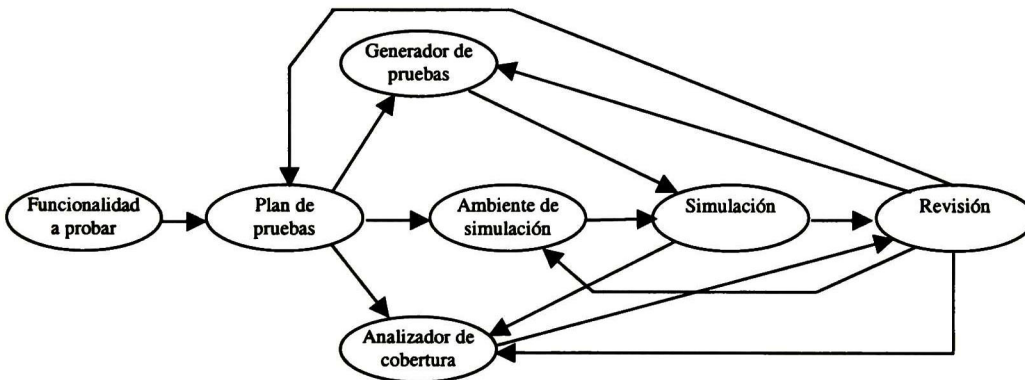 Generador de
pruebas
Funcionalidad
a probar
Plan de
pruebas
Ambiente de
simulación
Simulación
Revisión
Analizador de
cobertura